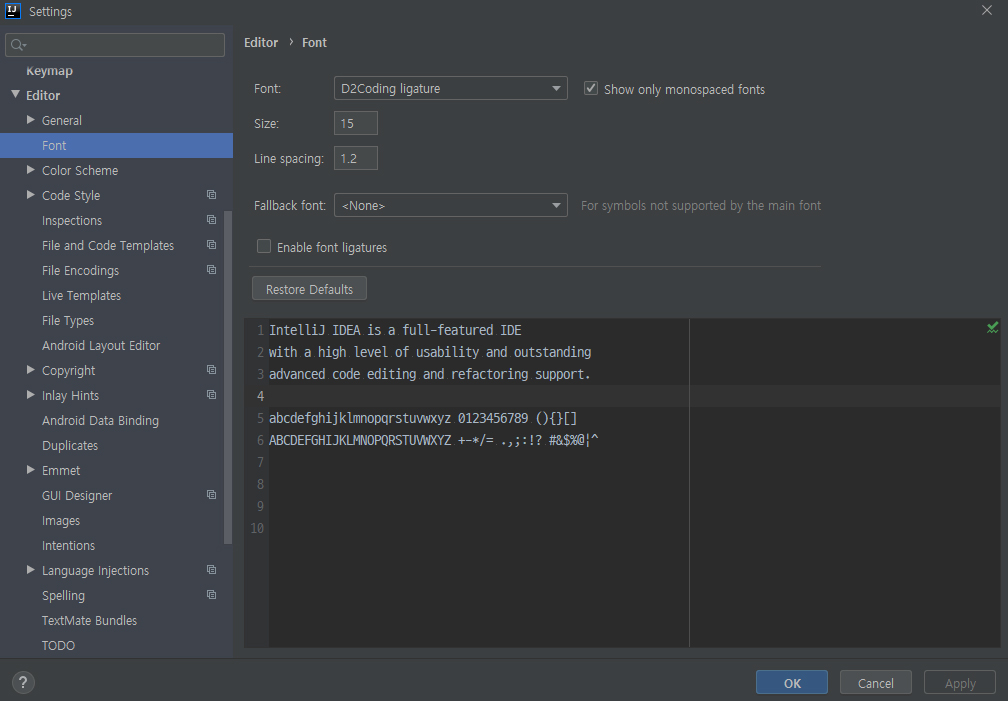 IJ Settings
Keymap
Editor
General
Font
Color Scheme
Code Style
Inspections
File and Code Templates
File Encodings
Live Templates
File Types
Android Layout Editor
Copyright
Inlay Hints
Android Data Binding
Duplicates
Emmet
GUI Designer
Images
Intentions
Language Injections
Spelling
TextMate Bundles
TODO
Editor › Font
Font: D2Coding ligature Show only monospaced fonts
Size: 15
Line spacing: 1.2
Fallback font: <None> For symbols not supported by the main font
Enable font ligatures
Restore Defaults
1 IntelliJ IDEA is a full-featured IDE
2 with a high level of usability and outstanding
3 advanced code editing and refactoring support.
4
5 abcdefghijklmnopqrstuvwxyz 0123456789 (){}[]
6 ABCDEFGHIJKLMNOPQRSTUVWXYZ +-*/= .,;:!? #&$%@¦^
7
8
9
10
? OK Cancel Apply